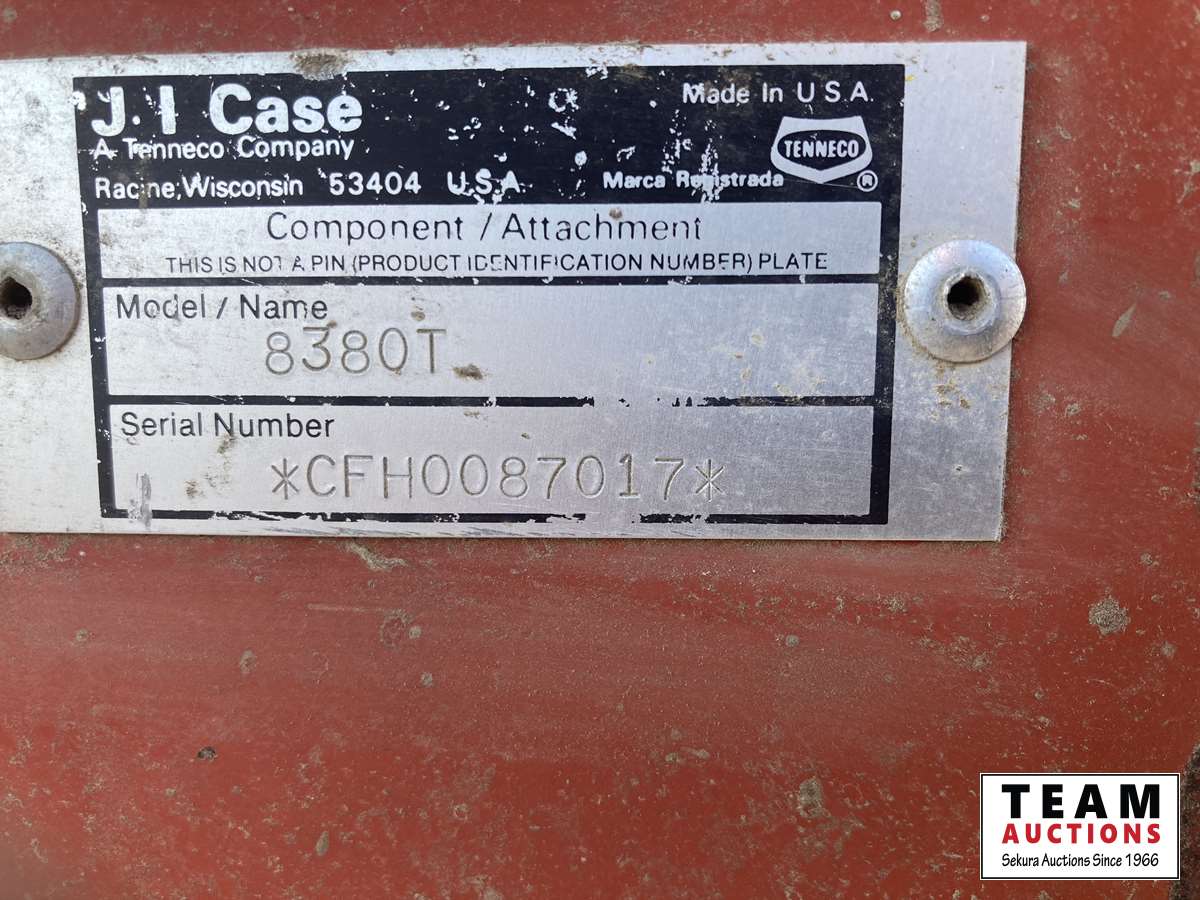 J.I Case
Made In U S A
A Tenneco Company
TENNECO
Racine, Wisconsin 53404 U.S.A.
Marca Registrada ®
Component / Attachment
THIS IS NOT A PIN (PRODUCT IDENTIFICATION NUMBER) PLATE
Model / Name
8380T
Serial Number
*CFH0087017*
TEAM
AUCTIONS
Sekura Auctions Since 1966